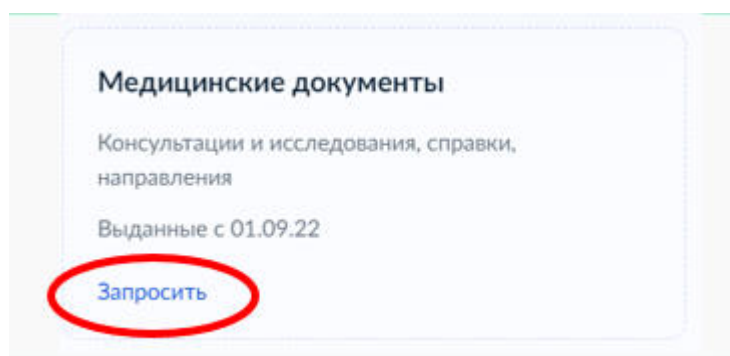 Медицинские документы
Консультации и исследования, справки,
направления
Выданные с 01.09.22
Запросить